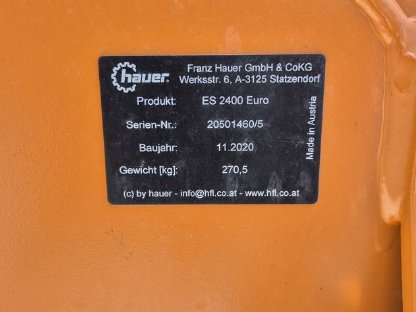 hauer
Franz Hauer GmbH & CoKG
Werksstr. 6, A-3125 Statzendorf
Produkt: ES 2400 Euro
Serien-Nr.: 20501460/5
Baujahr: 11.2020
Gewicht [kg]: 270,5
Made in Austria
(c) by hauer - info@hfl.co.at - www.hfl.co.at